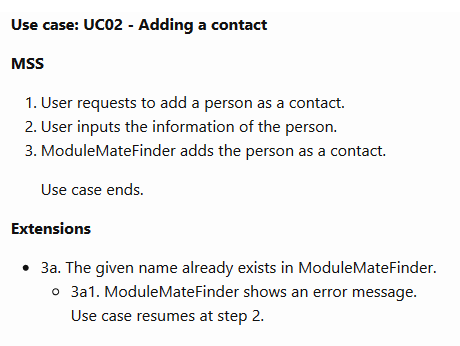 Use case: UC02 - Adding a contact
MSS
1. User requests to add a person as a contact.
2. User inputs the information of the person.
3. ModuleMateFinder adds the person as a contact.
Use case ends.
Extensions
• 3a. The given name already exists in ModuleMateFinder.
◦ 3a1. ModuleMateFinder shows an error message.
Use case resumes at step 2.